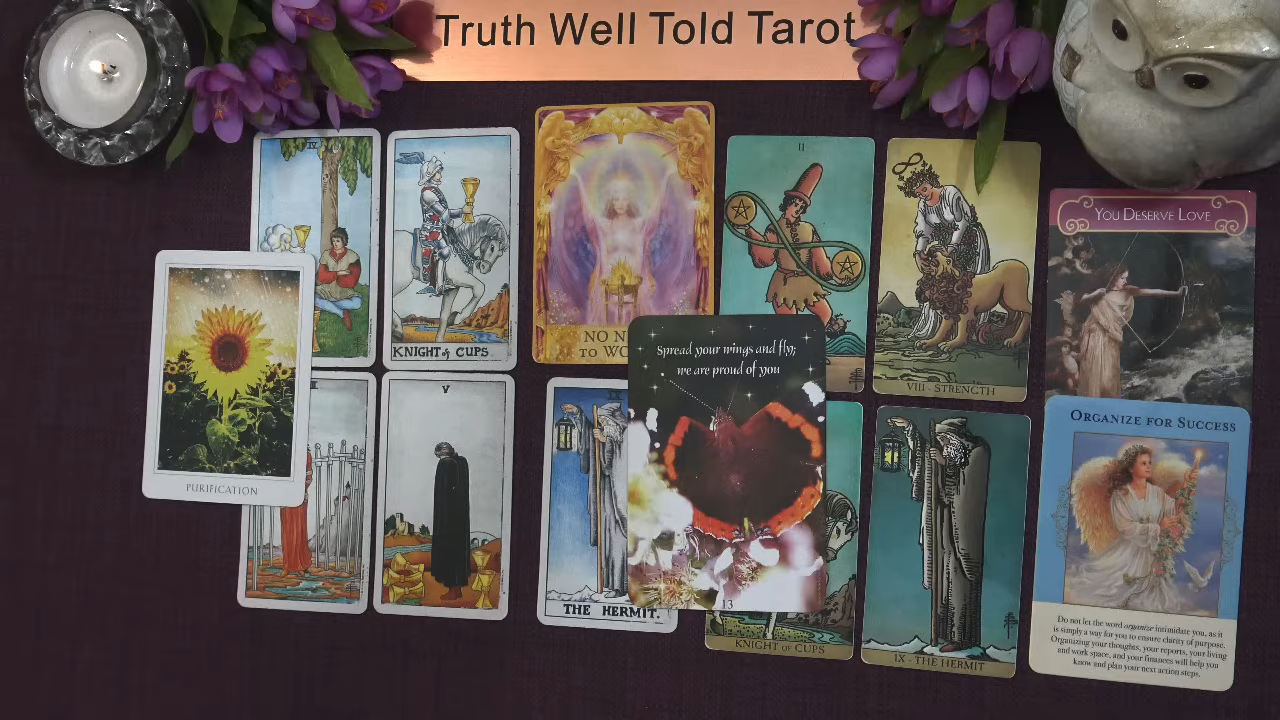 Truth Well Told Tarot
IV
KNIGHT of CUPS.
NO N
TO WO
II
VIII - STRENGTH
YOU DESERVE LOVE
PURIFICATION
V
IX
THE HERMIT.
Spread your wings and fly;
we are proud of you
13
KNIGHT OF CUPS
IX - THE HERMIT
ORGANIZE FOR SUCCESS
Do not let the word organize intimidate you, as it
is simply a way for you to ensure clarity of purpose.
Organizing your thoughts, your reports, your living
and work space, and your finances will help you
know and plan your next action steps.